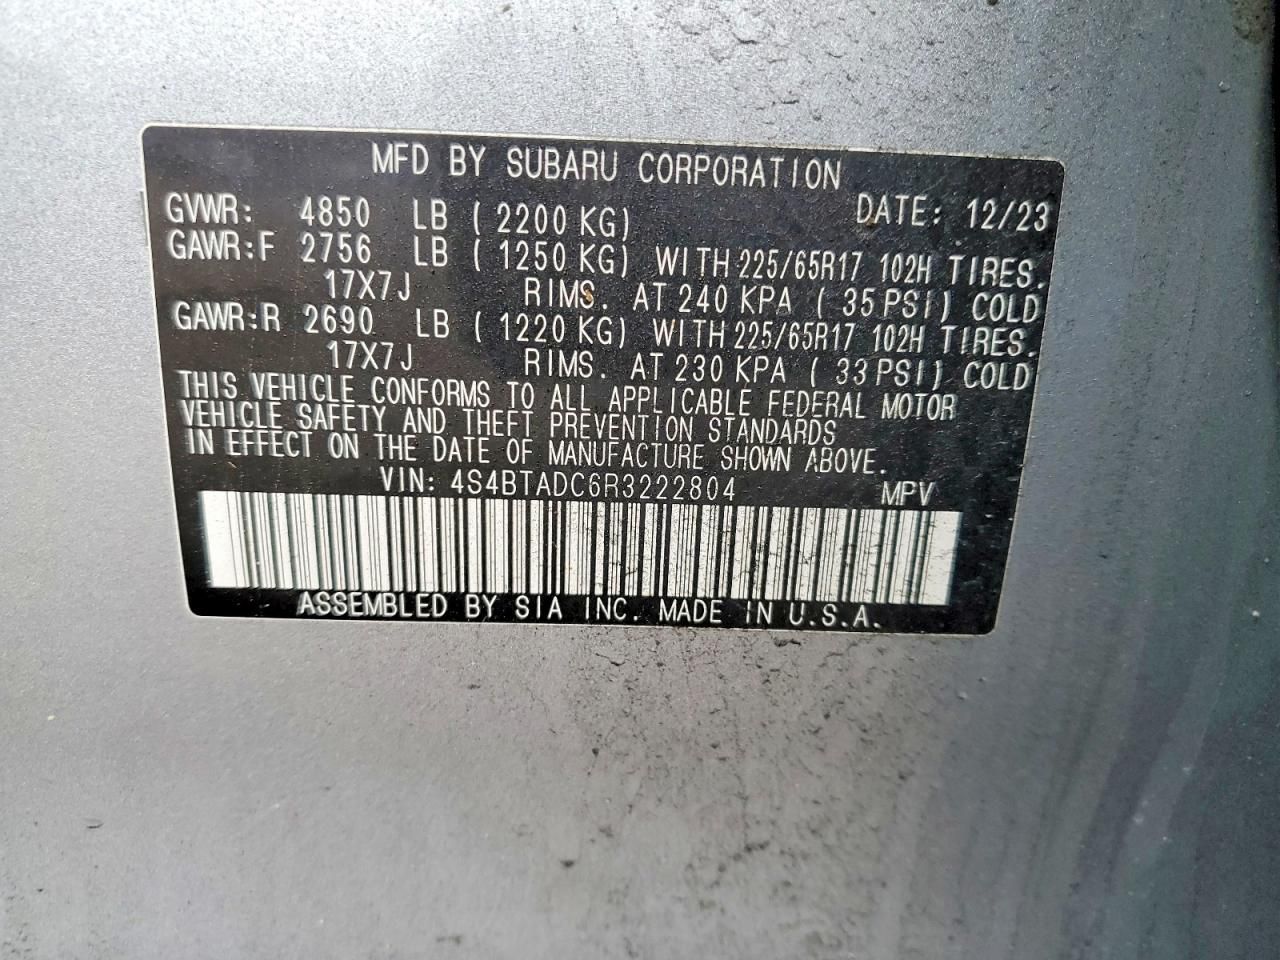 MFD BY SUBARU CORPORATION
GVWR: 4850 LB (2200 KG) DATE: 12/23
GAWR:F 2756 LB (1250 KG) WITH 225/65R17 102H TIRES.
17X7J RIMS. AT 240 KPA (35 PSI) COLD
GAWR:R 2690 LB (1220 KG) WITH 225/65R17 102H TIRES.
17X7J RIMS. AT 230 KPA (33 PSI) COLD
THIS VEHICLE CONFORMS TO ALL APPLICABLE FEDERAL MOTOR
VEHICLE SAFETY AND THEFT PREVENTION STANDARDS
IN EFFECT ON THE DATE OF MANUFACTURE SHOWN ABOVE.
VIN: 4S4BTADC6R3222804 MPV
ASSEMBLED BY SIA INC. MADE IN U.S.A.